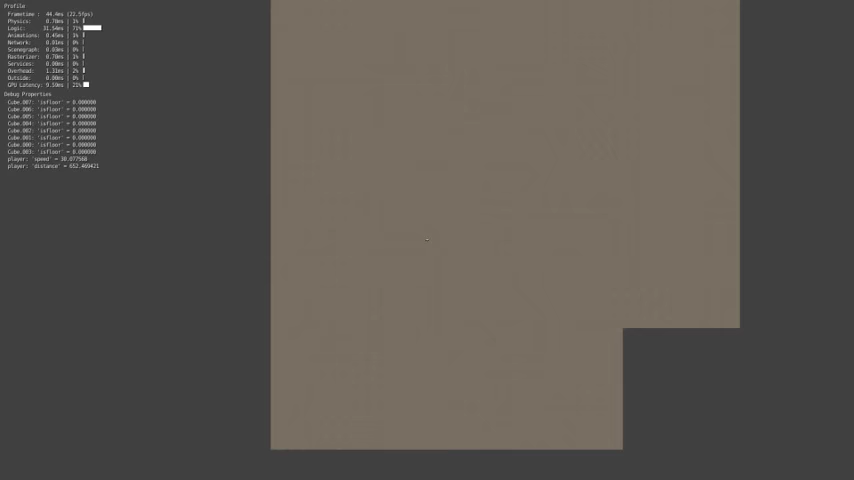 Profile
Frametime : 44.4ms (22.5fps)
Physics: 0.70ms | 1%
Logic: 31.54ms | 71%
Animations: 0.45ms | 1%
Network: 0.01ms | 0%
Scenegraph: 0.03ms | 0%
Rasterizer: 0.70ms | 1%
Services: 0.00ms | 0%
Overhead: 1.31ms | 2%
Outside: 0.00ms | 0%
GPU Latency: 9.59ms | 21%
Debug Properties
Cube.007: 'isfloor' = 0.000000
Cube.006: 'isfloor' = 0.000000
Cube.005: 'isfloor' = 0.000000
Cube.004: 'isfloor' = 0.000000
Cube.002: 'isfloor' = 0.000000
Cube.001: 'isfloor' = 0.000000
Cube.000: 'isfloor' = 0.000000
Cube.003: 'isfloor' = 0.000000
player: 'speed' = 30.077560
player: 'distance' = 652.469421